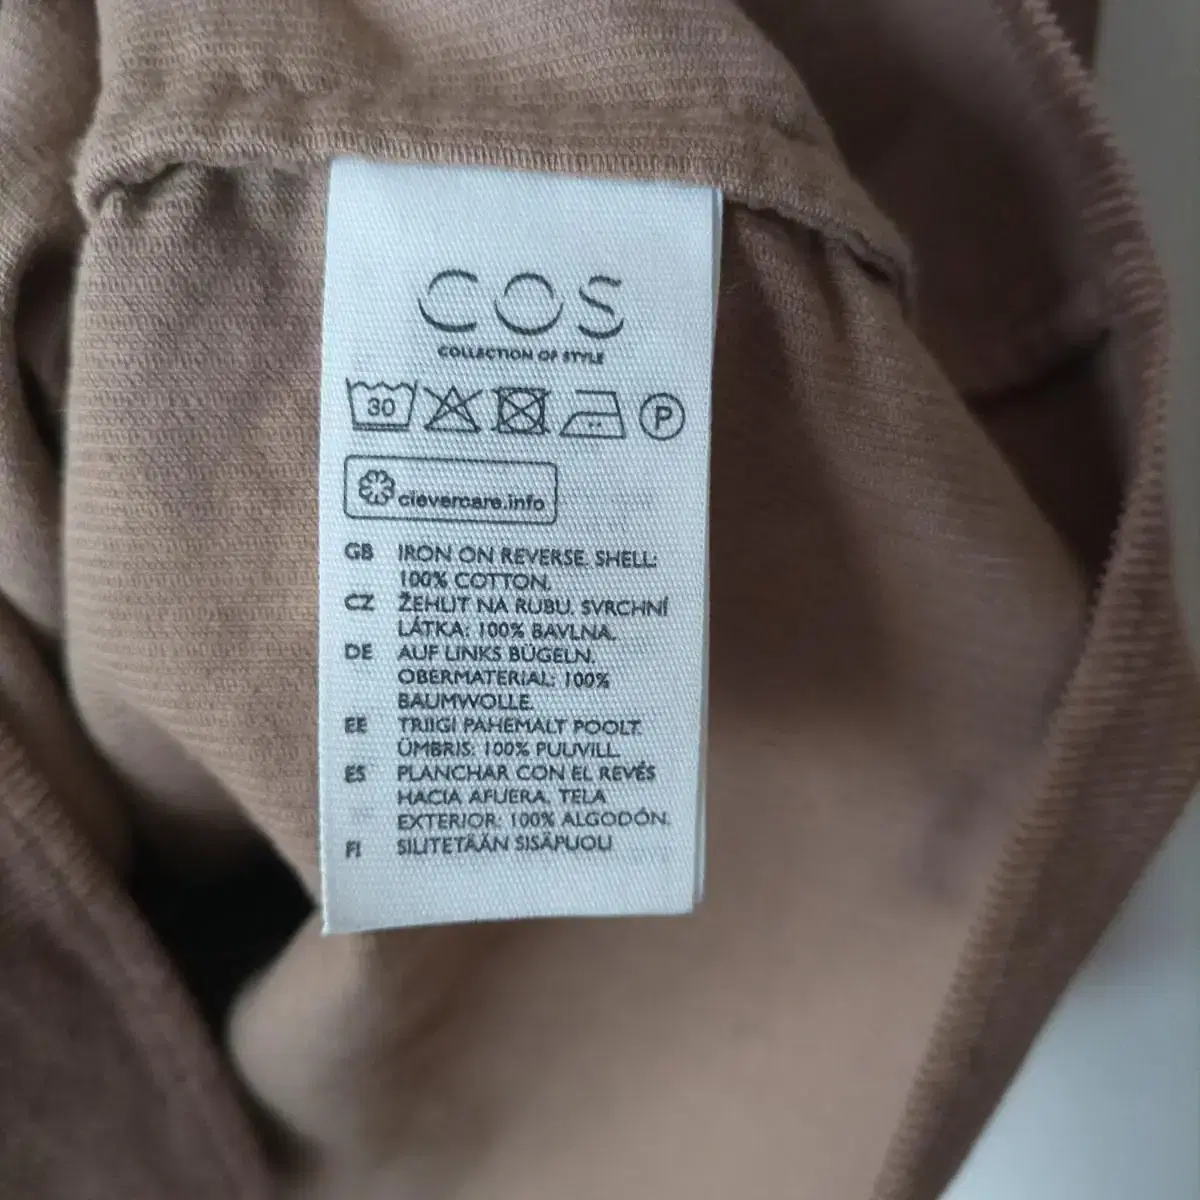 COS
COLLECTION OF STYLE
30
P
clevercare.info
GB IRON ON REVERSE. SHELL:
100% COTTON.
CZ ŽEHLIT NA RUBU. SVRCHNÍ
LÁTKA: 100% BAVLNA.
DE AUF LINKS BÜGELN.
OBERMATERIAL: 100%
BAUMWOLLE.
EE TRIIGI PAHEMALT POOLT.
ÜMBRIS: 100% PUUVILL.
ES PLANCHAR CON EL REVÉS
HACIA AFUERA. TELA
EXTERIOR: 100% ALGODÓN.
FI SILITETÄÄN SISÄPUOLI